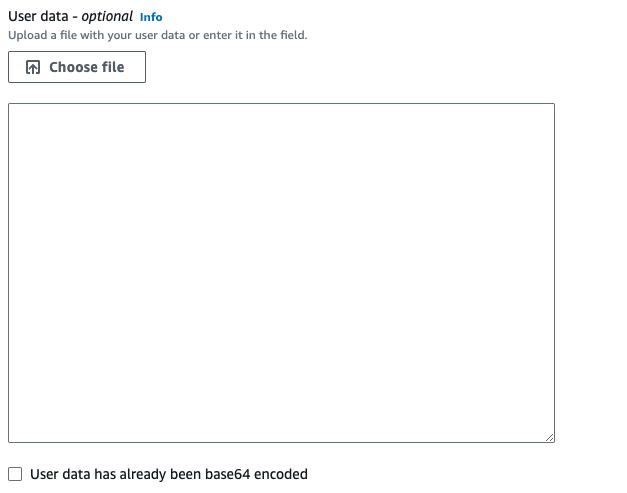 User data - optional Info
Upload a file with your user data or enter it in the field.
Choose file
User data has already been base64 encoded